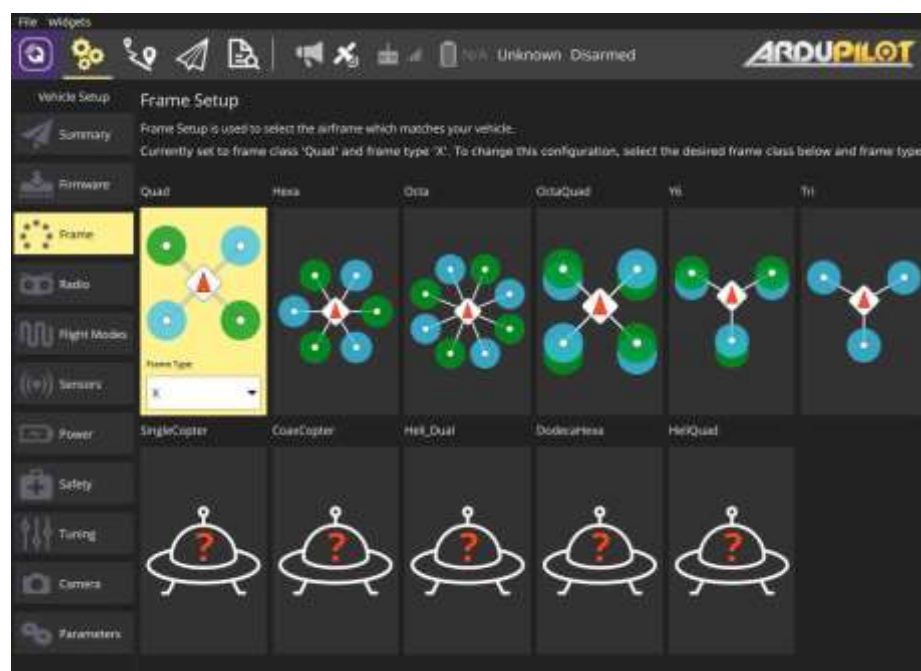 File Widgets
N/A Unknown Disarmed
ARDUPILOT
Vehicle Setup
Summary
Firmware
Frame
Radio
Flight Modes
Sensors
Power
Safety
Tuning
Camera
Parameters
Frame Setup
Frame Setup is used to select the airframe which matches your vehicle.
Currently set to frame class 'Quad' and frame type 'X'. To change this configuration, select the desired frame class below and frame type
Quad Hexa Octa OctaQuad Y6 Tri
Frame Type
X
SingleCopter CoaxCopter Heli_Dual DodecaHexa HeliQuad
? ? ? ? ?